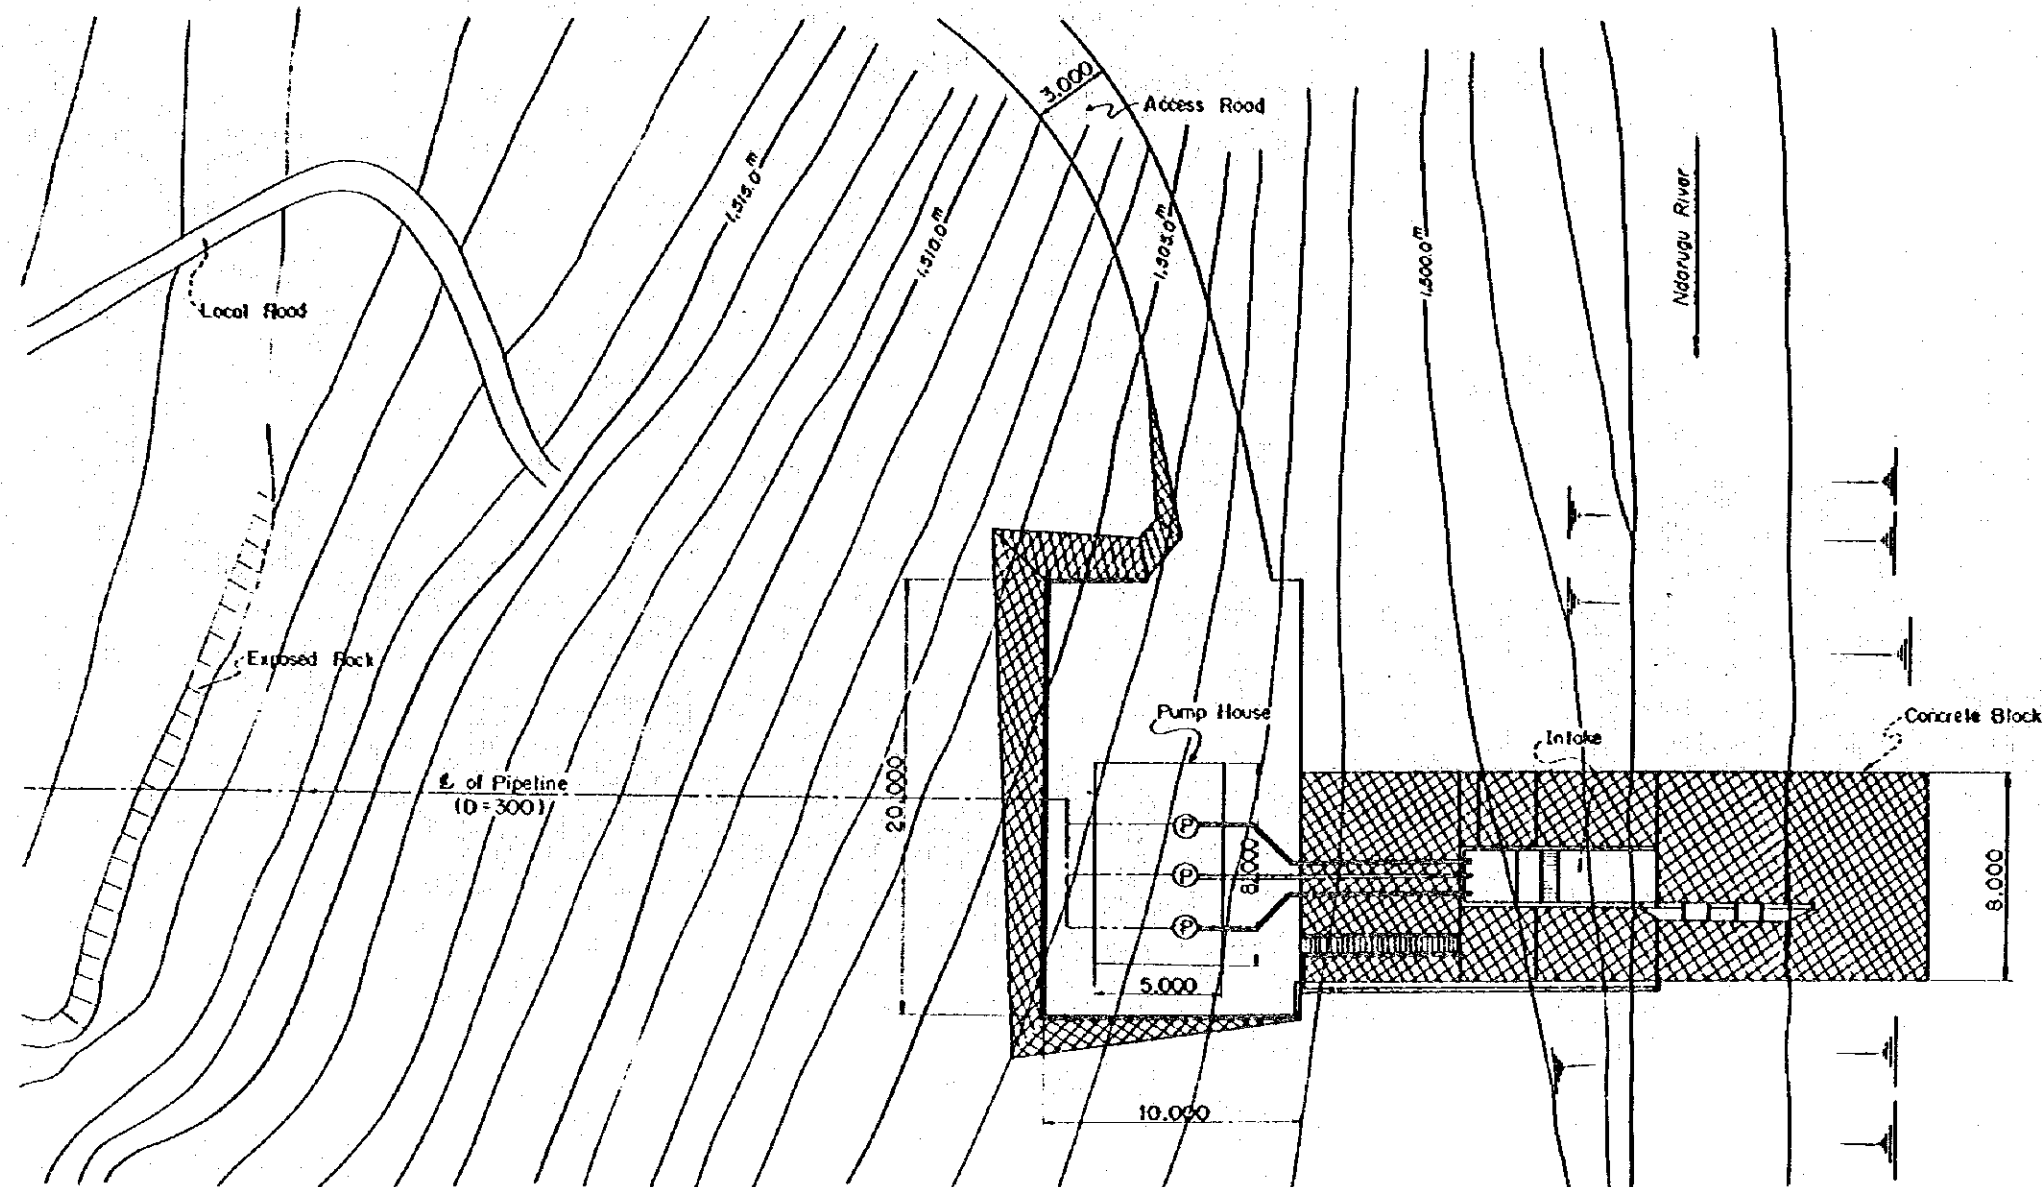 3.000
Access Road
1,515.0m
1,510.0m
1,505.0m
1,500.0m
Ndarugu River
Local Road
Exposed Rock
Pump House
Intake
Concrete Block
℄ of Pipeline
(D=300)
20.000
P
P
P
8.000
8.000
5.000
10.000